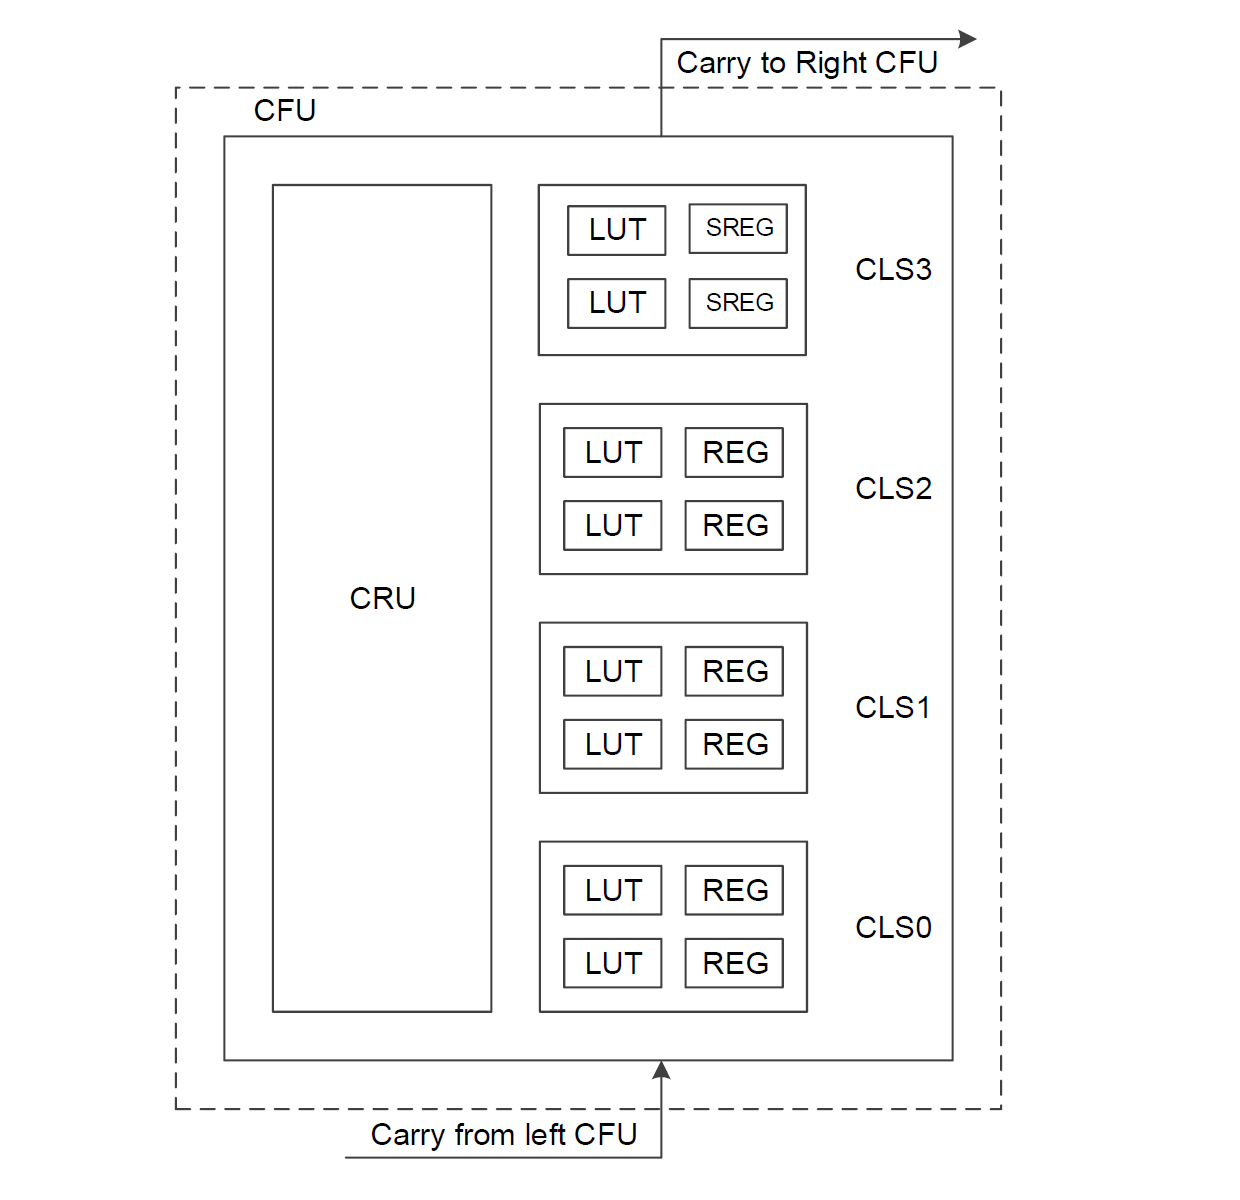 Carry to Right CFU
CFU
LUT SREG
LUT SREG
CLS3
LUT REG
LUT REG
CLS2
CRU
LUT REG
LUT REG
CLS1
LUT REG
LUT REG
CLS0
Carry from left CFU